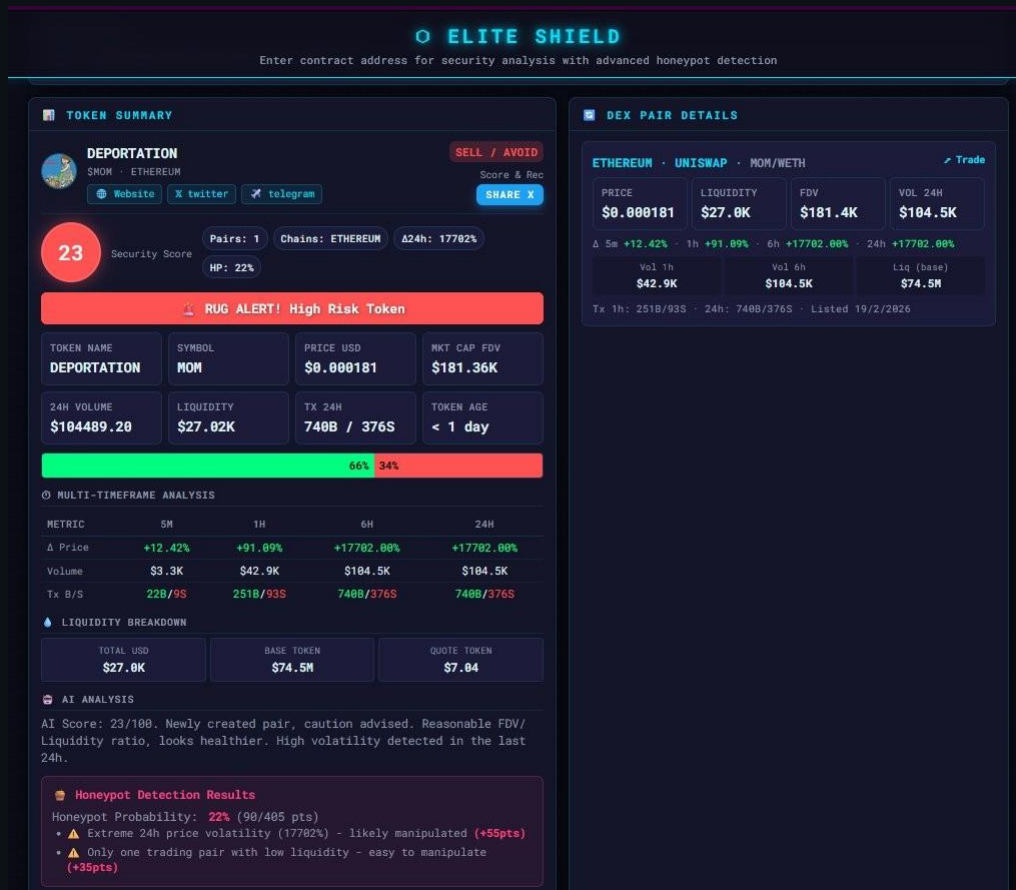 ELITE SHIELD
Enter contract address for security analysis with advanced honeypot detection
TOKEN SUMMARY
DEPORTATION
$MOM · ETHEREUM
Website
𝕏 twitter
telegram
SELL / AVOID
Score & Rec
SHARE X
23
Security Score
Pairs: 1
Chains: ETHEREUM
Δ24h: 17702%
HP: 22%
RUG ALERT! High Risk Token
TOKEN NAME
DEPORTATION
SYMBOL
MOM
PRICE USD
$0.000181
MKT CAP FDV
$181.36K
24H VOLUME
$104489.20
LIQUIDITY
$27.02K
TX 24H
740B / 376S
TOKEN AGE
< 1 day
66% 34%
MULTI-TIMEFRAME ANALYSIS
METRIC 5M 1H 6H 24H
Δ Price +12.42% +91.09% +17702.00% +17702.00%
Volume $3.3K $42.9K $104.5K $104.5K
Tx B/S 22B/9S 251B/93S 740B/376S 740B/376S
LIQUIDITY BREAKDOWN
TOTAL USD
$27.0K
BASE TOKEN
$74.5M
QUOTE TOKEN
$7.04
AI ANALYSIS
AI Score: 23/100. Newly created pair, caution advised. Reasonable FDV/
Liquidity ratio, looks healthier. High volatility detected in the last
24h.
Honeypot Detection Results
Honeypot Probability: 22% (90/405 pts)
• Extreme 24h price volatility (17702%) - likely manipulated (+55pts)
• Only one trading pair with low liquidity - easy to manipulate
(+35pts)
DEX PAIR DETAILS
ETHEREUM · UNISWAP · MOM/WETH
↗ Trade
PRICE
$0.000181
LIQUIDITY
$27.0K
FDV
$181.4K
VOL 24H
$104.5K
Δ 5m +12.42% · 1h +91.09% · 6h +17702.00% · 24h +17702.00%
Vol 1h
$42.9K
Vol 6h
$104.5K
Liq (base)
$74.5M
Tx 1h: 251B/93S · 24h: 740B/376S · Listed 19/2/2026